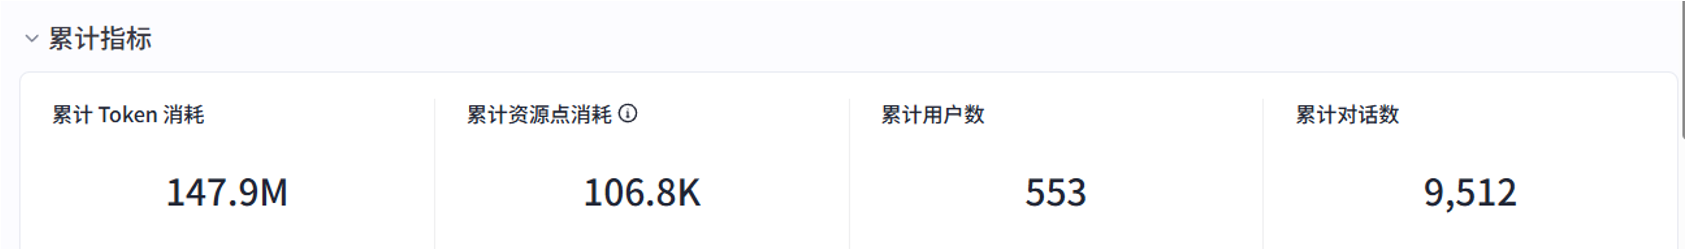 累计指标
累计 Token 消耗
147.9M
累计资源点消耗
106.8K
累计用户数
553
累计对话数
9,512